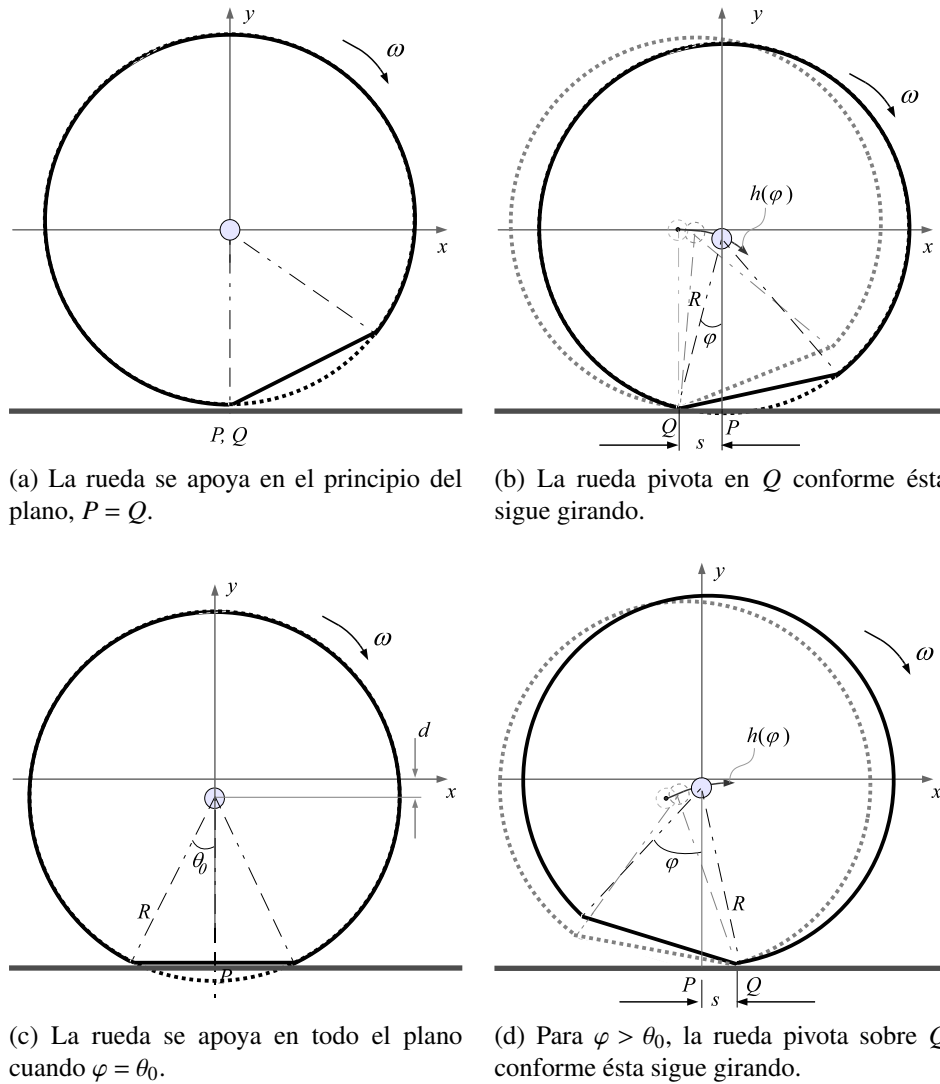 y
ω
x
P, Q
(a) La rueda se apoya en el principio del
plano, P = Q.
y
ω
h(φ)
x
R
φ
Q
P
s
(b) La rueda pivota en Q conforme ésta
sigue girando.
y
ω
d
x
θ0
R
P
(c) La rueda se apoya en todo el plano
cuando φ = θ0.
y
ω
h(φ)
x
φ
R
P
s
Q
(d) Para φ > θ0, la rueda pivota sobre Q
conforme ésta sigue girando.